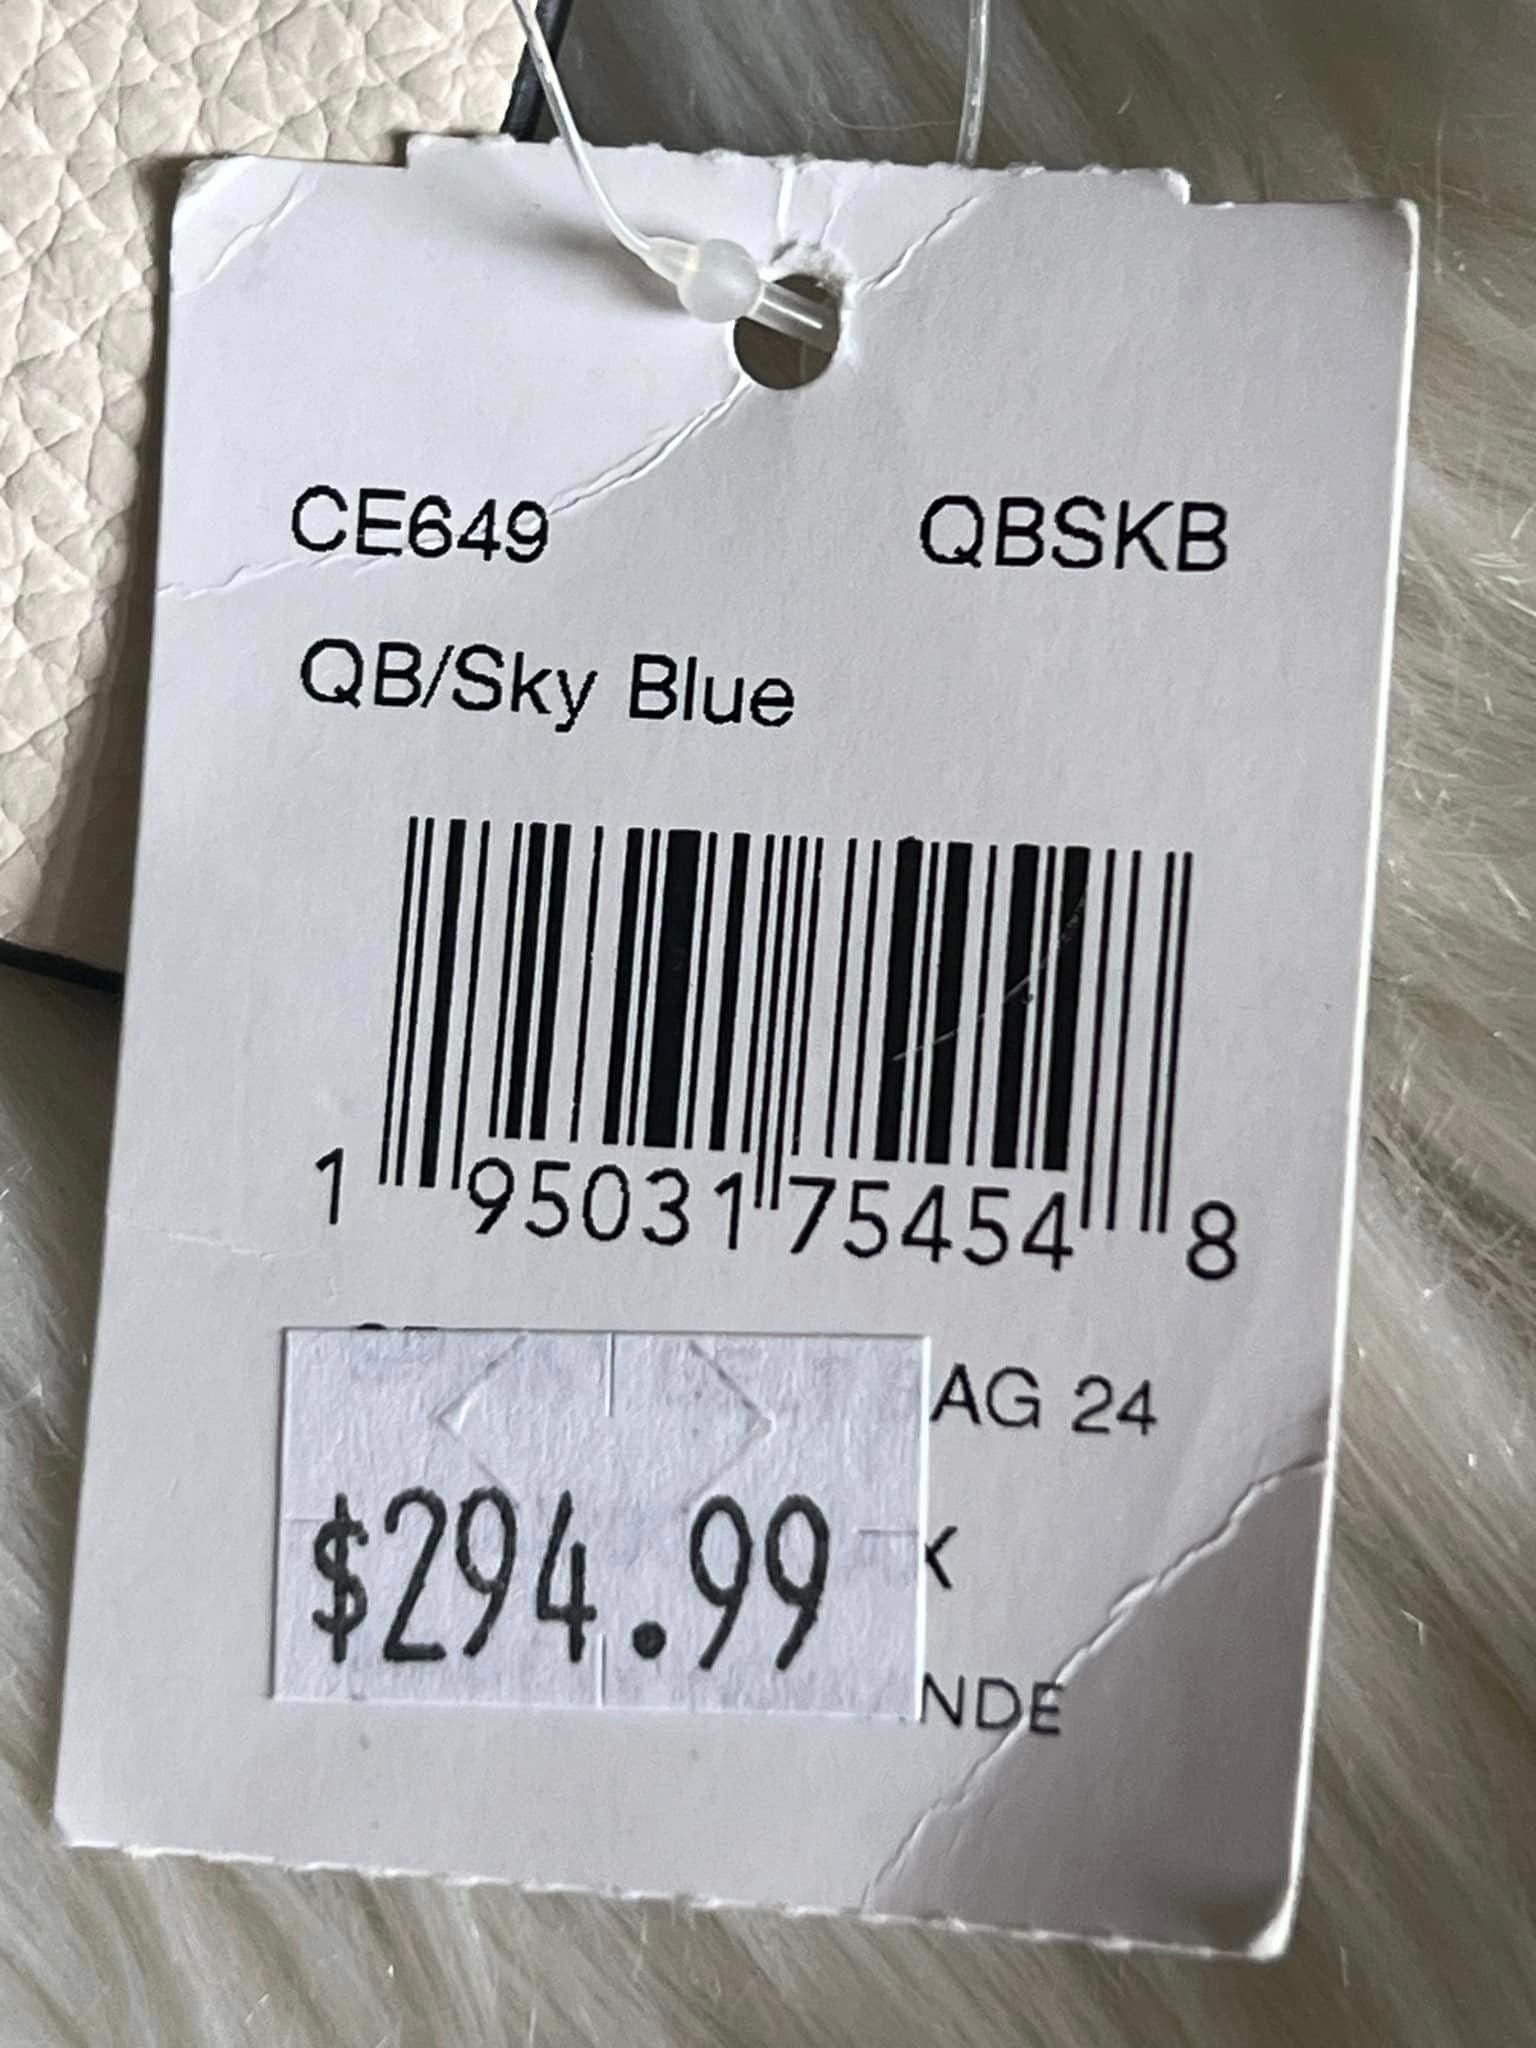 CE649 QBSKB
QB/Sky Blue
1 95031 75454 8
AG 24
$294.99
K
NDE